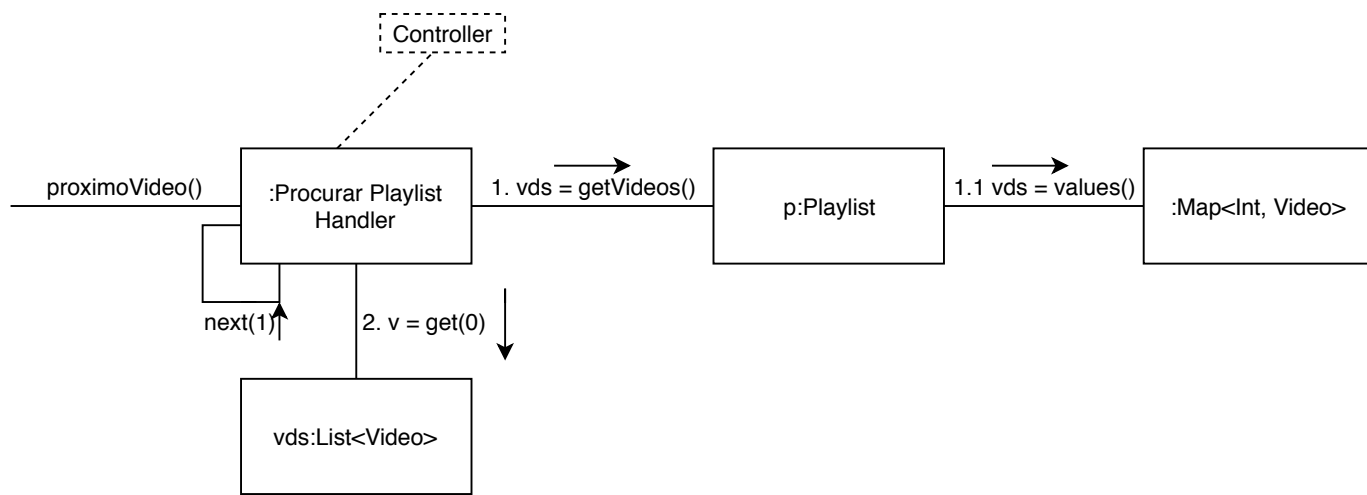 Controller
proximoVideo()
:Procurar Playlist
Handler
1. vds = getVideos()
p:Playlist
1.1 vds = values()
:Map<Int, Video>
next(1)
2. v = get(0)
vds:List<Video>